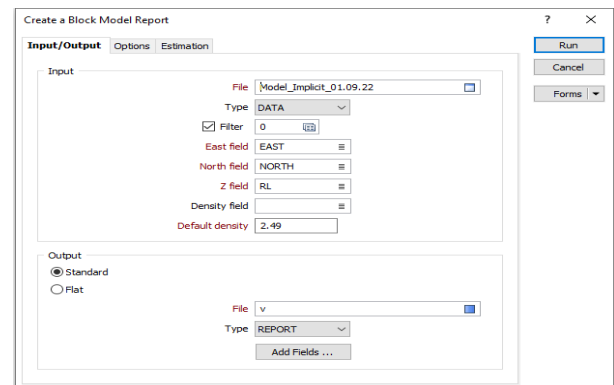 Create a Block Model Report ? ×
Input/Output Options Estimation
Run
Cancel
Forms
Input
File Model_Implicit_01.09.22
Type DATA
Filter 0
East field EAST
North field NORTH
Z field RL
Density field
Default density 2.49
Output
Standard
Flat
File v
Type REPORT
Add Fields ...